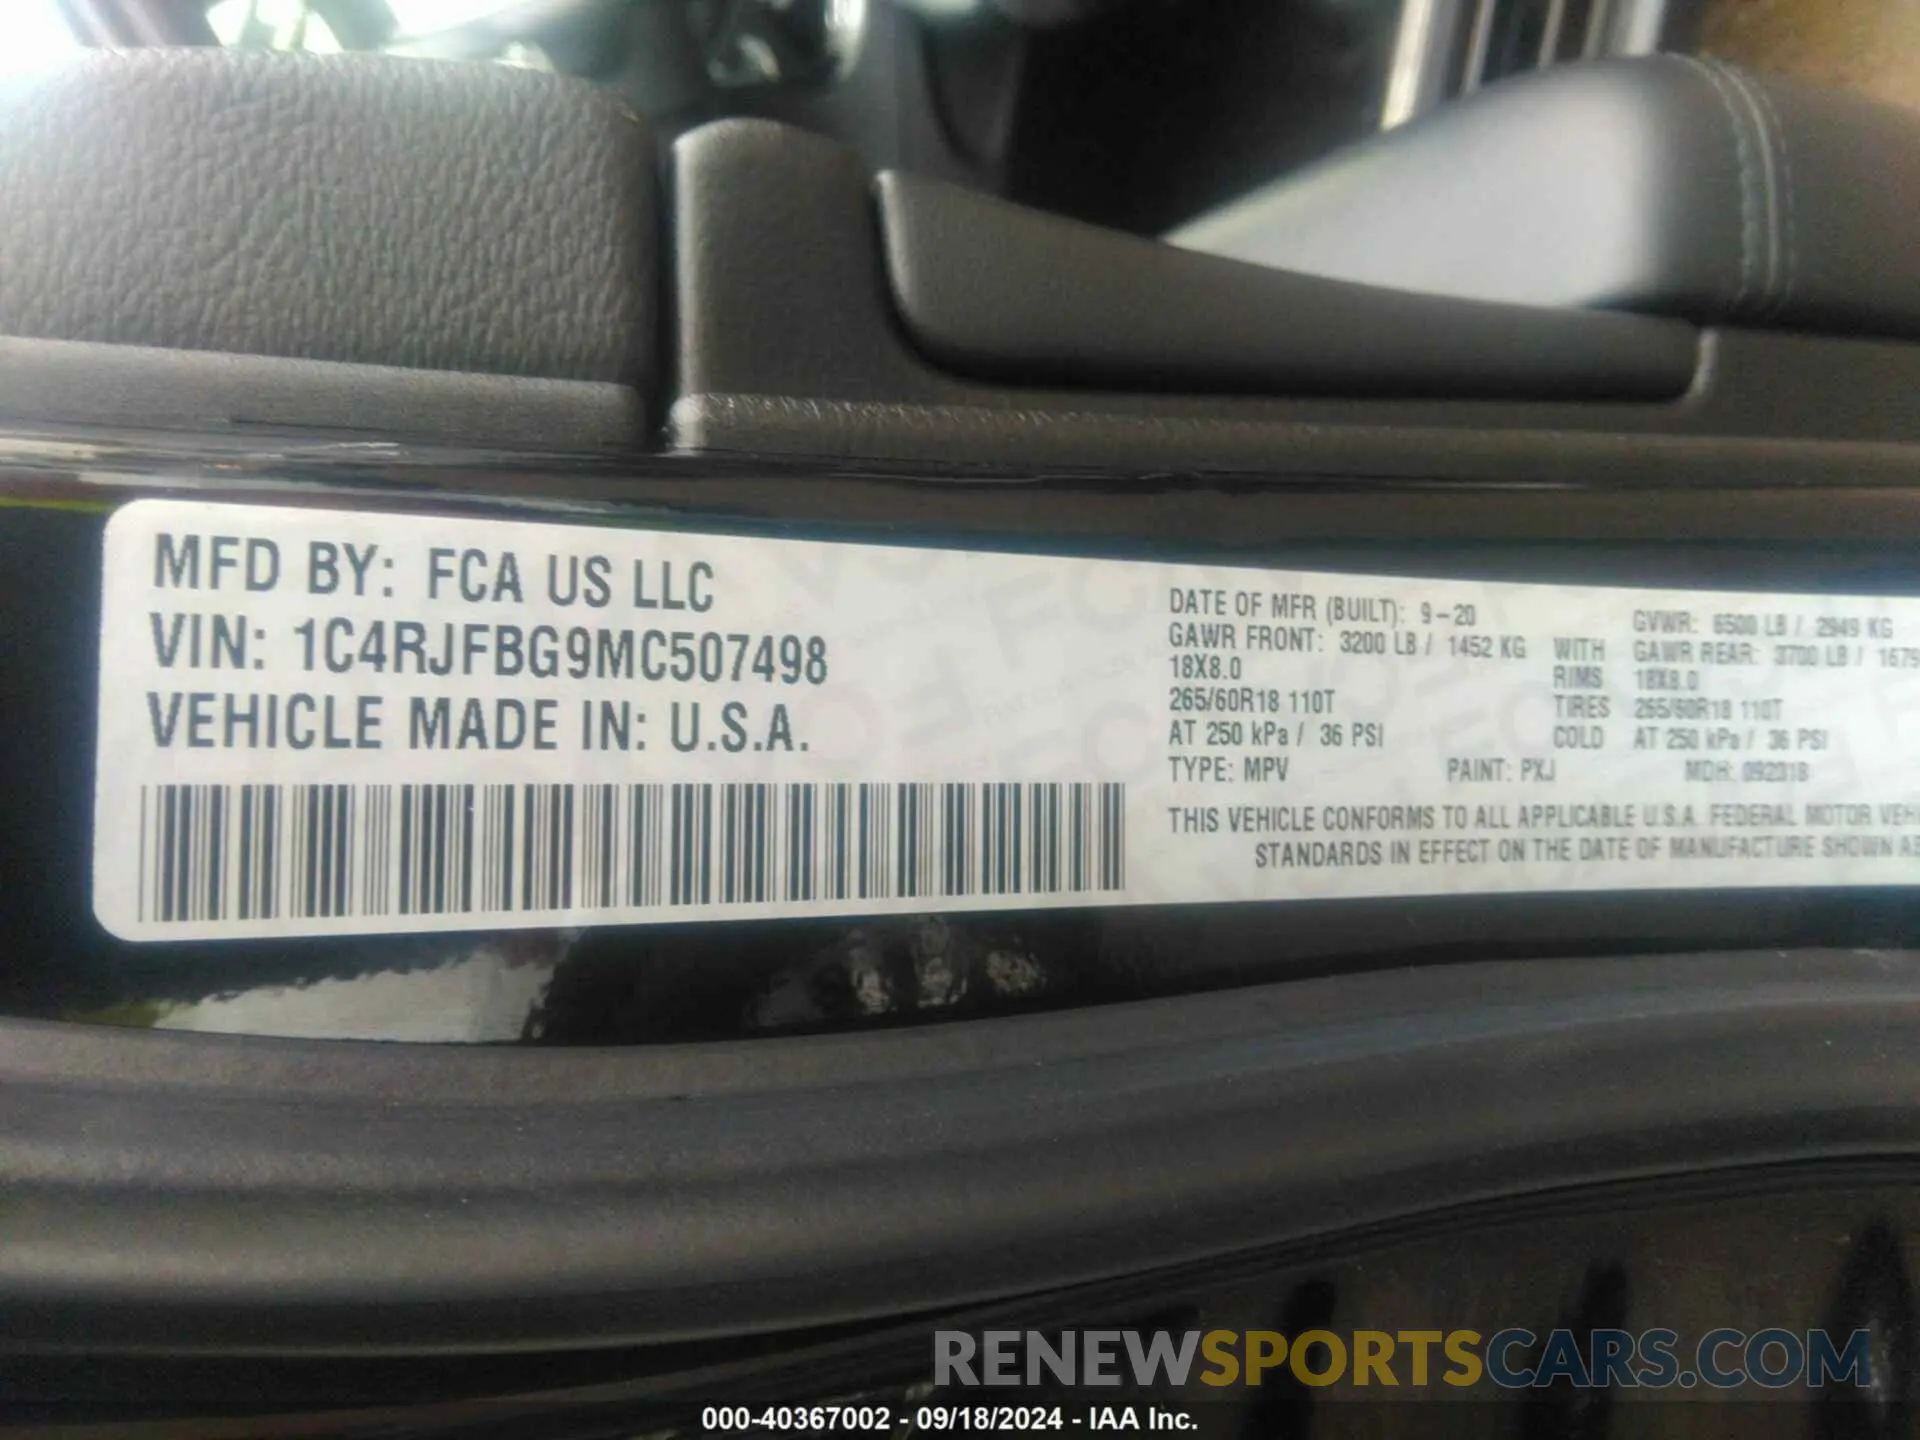 MFD BY: FCA US LLC
VIN: 1C4RJFBG9MC507498
VEHICLE MADE IN: U.S.A.
DATE OF MFR (BUILT): 9-20 GVWR: 6500 LB / 2949 KG
GAWR FRONT: 3200 LB / 1452 KG WITH GAWR REAR: 3700 LB / 1679
18X8.0 RIMS 18X8.0
265/60R18 110T TIRES 265/60R18 110T
AT 250 kPa / 36 PSI COLD AT 250 kPa / 36 PSI
TYPE: MPV PAINT: PXJ MDH:
THIS VEHICLE CONFORMS TO ALL APPLICABLE U.S.A. FEDERAL MOTOR VEH
STANDARDS IN EFFECT ON THE DATE OF MANUFACTURE SHOWN AB
RENEWSPORTSCARS.COM
000-40367002 - 09/18/2024 - IAA Inc.